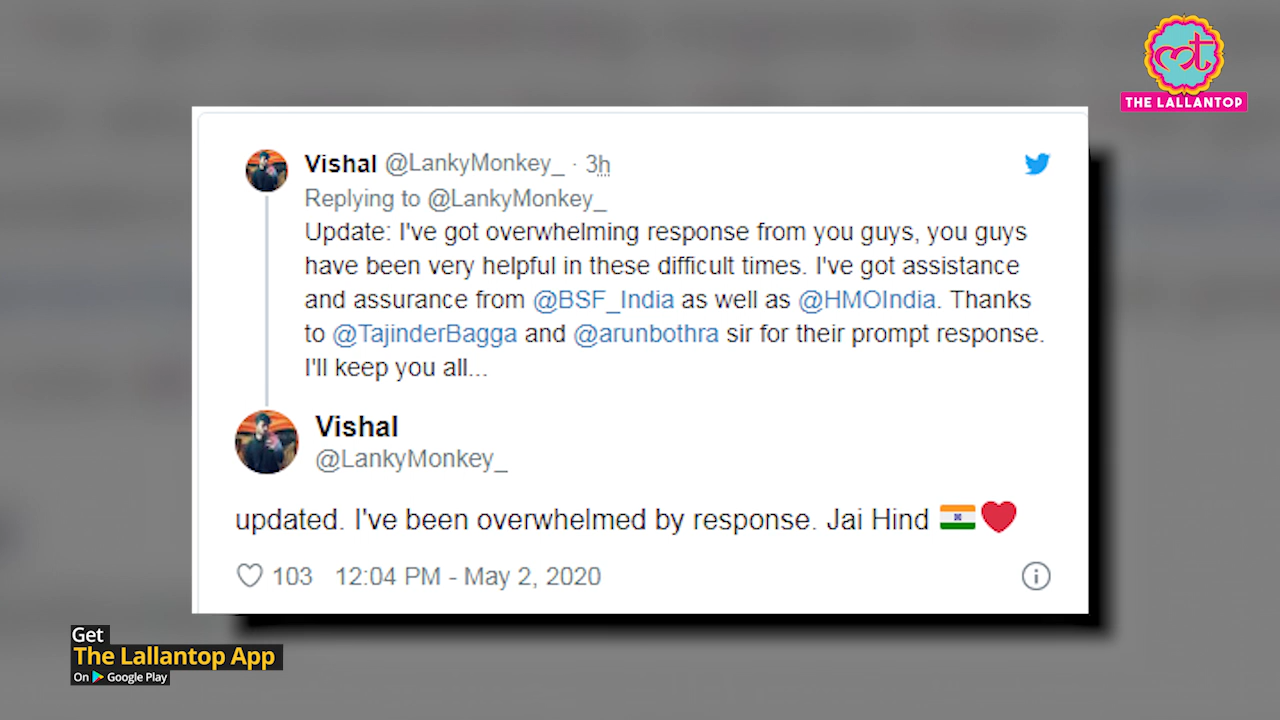 THE LALLANTOP
Vishal @LankyMonkey_ · 3h
Replying to @LankyMonkey_
Update: I've got overwhelming response from you guys, you guys
have been very helpful in these difficult times. I've got assistance
and assurance from @BSF_India as well as @HMOIndia. Thanks
to @TajinderBagga and @arunbothra sir for their prompt response.
I'll keep you all...
Vishal
@LankyMonkey_
updated. I've been overwhelmed by response. Jai Hind 🇮🇳❤️
103 12:04 PM - May 2, 2020
Get
The Lallantop App
On Google Play